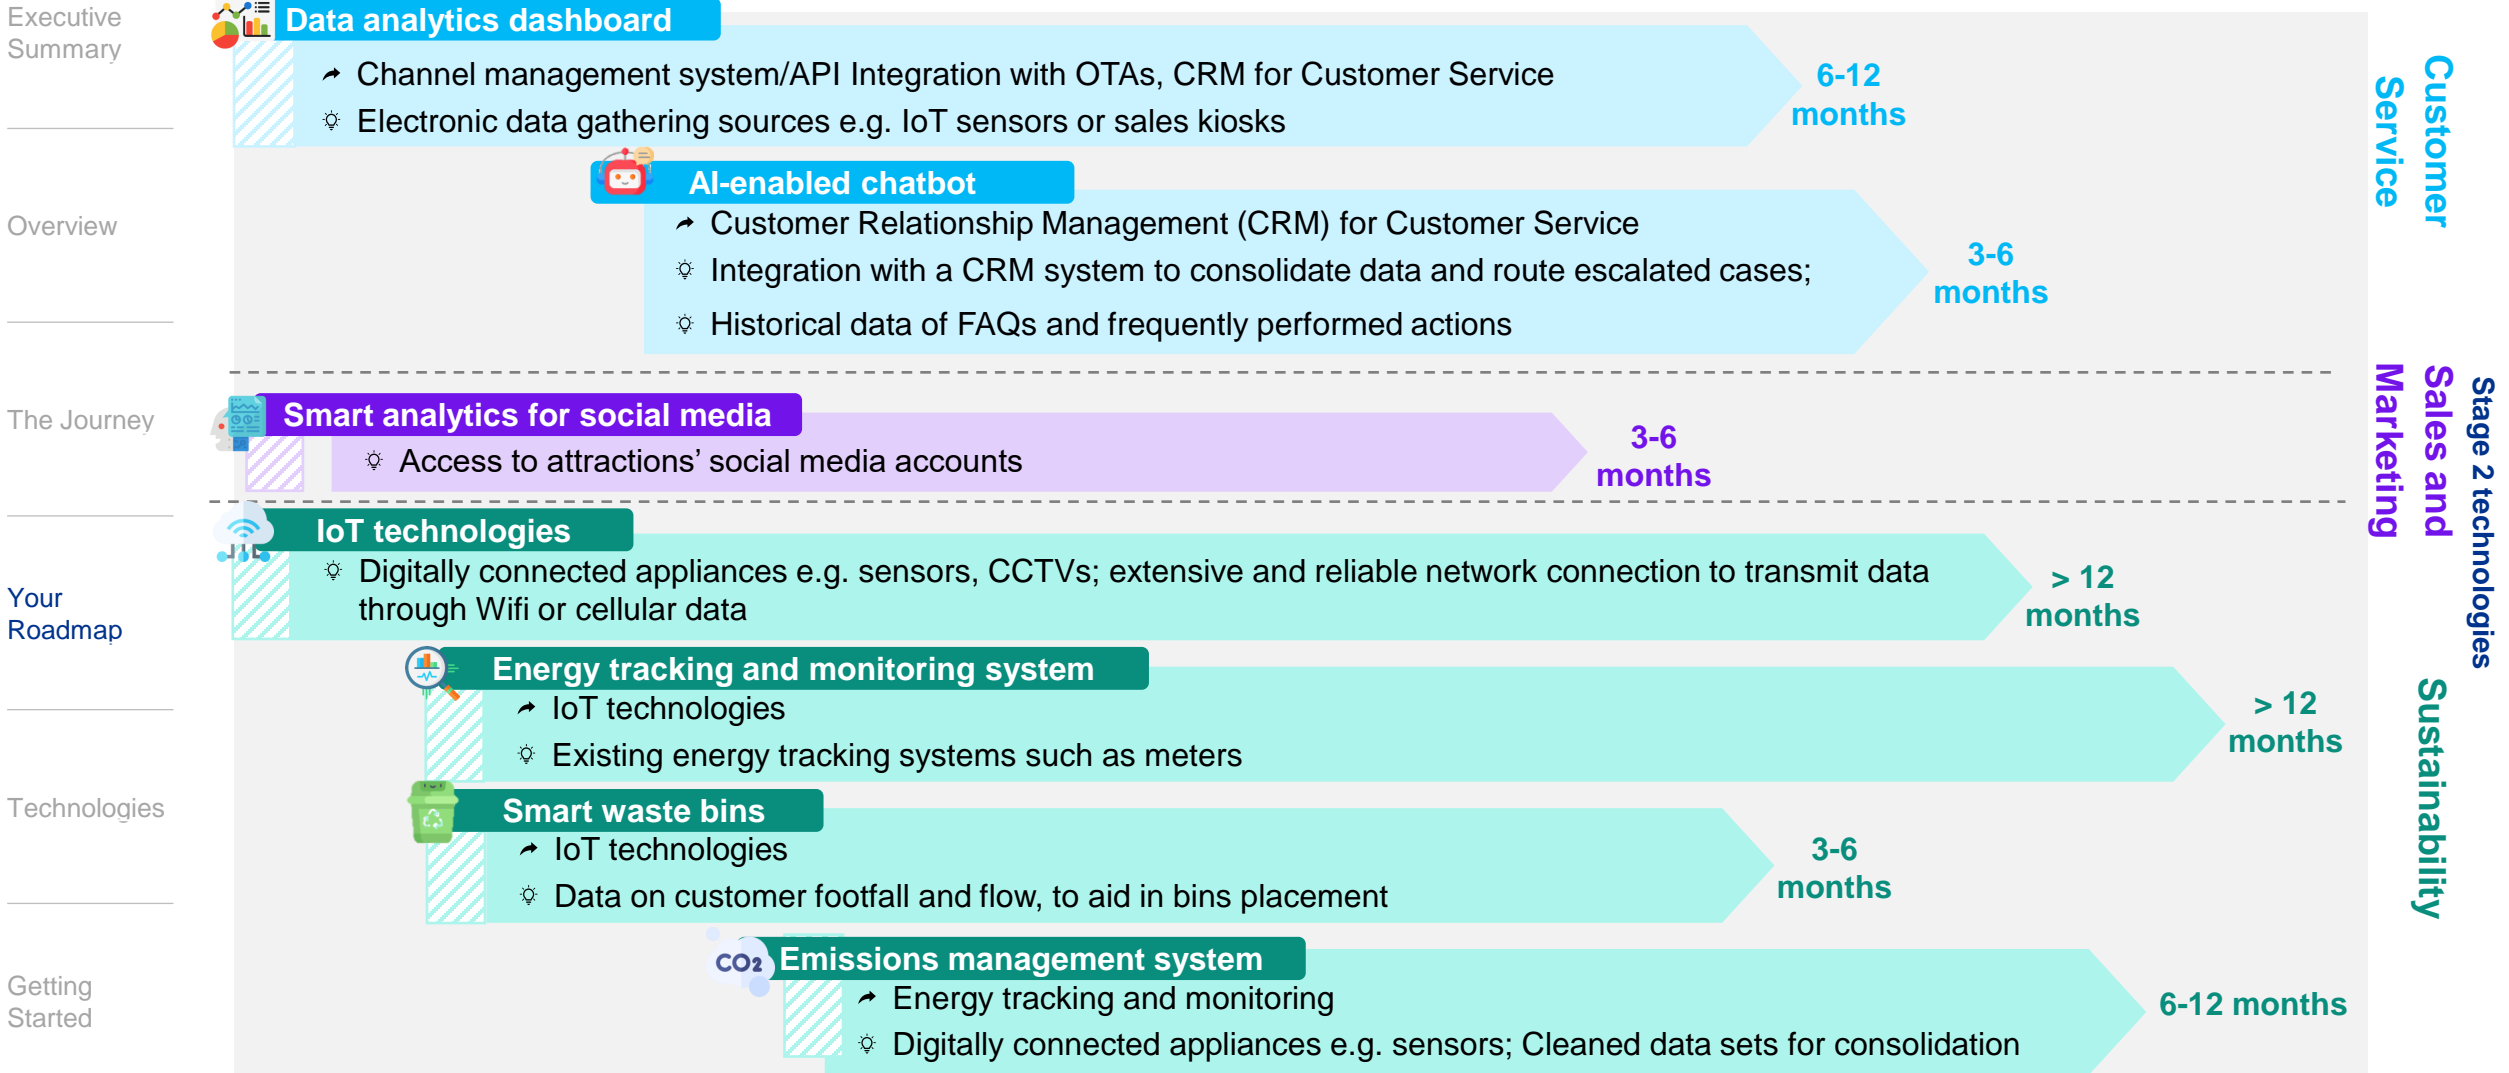 Executive
Summary
Overview
The Journey
Your
Roadmap
Technologies
Getting
Started
Data analytics dashboard
Channel management system/API Integration with OTAs, CRM for Customer Service
Electronic data gathering sources e.g. IoT sensors or sales kiosks
6-12
months
AI-enabled chatbot
Customer Relationship Management (CRM) for Customer Service
Integration with a CRM system to consolidate data and route escalated cases;
Historical data of FAQs and frequently performed actions
3-6
months
Customer
Service
Smart analytics for social media
Access to attractions’ social media accounts
3-6
months
Sales and
Marketing
Stage 2 technologies
IoT technologies
Digitally connected appliances e.g. sensors, CCTVs; extensive and reliable network connection to transmit data
through Wifi or cellular data
> 12
months
Energy tracking and monitoring system
IoT technologies
Existing energy tracking systems such as meters
> 12
months
Smart waste bins
IoT technologies
Data on customer footfall and flow, to aid in bins placement
3-6
months
Sustainability
CO2
Emissions management system
Energy tracking and monitoring
Digitally connected appliances e.g. sensors; Cleaned data sets for consolidation
6-12 months